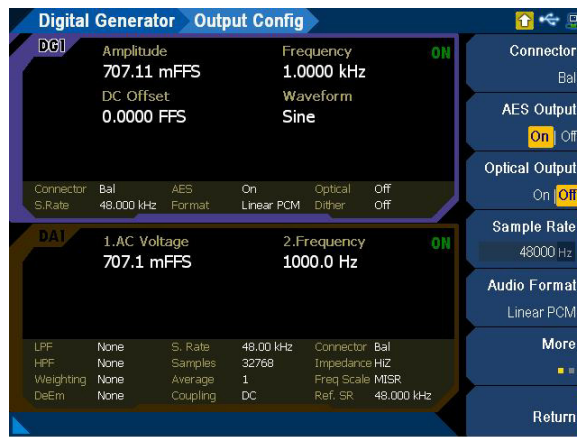 Digital Generator Output Config
DG1
Amplitude Frequency ON
707.11 mFFS 1.0000 kHz
DC Offset Waveform
0.0000 FFS Sine
Connector Bal AES On Optical Off
S.Rate 48.000 kHz Format Linear PCM Dither Off
DA1
1.AC Voltage 2.Frequency ON
707.1 mFFS 1000.0 Hz
LPF None S. Rate 48.00 kHz Connector Bal
HPF None Samples 32768 Impedance HiZ
Weighting None Average 1 Freq Scale MISR
DeEm None Coupling DC Ref. SR 48.000 kHz
Connector
Bal
AES Output
On | Off
Optical Output
On | Off
Sample Rate
48000 Hz
Audio Format
Linear PCM
More
Return